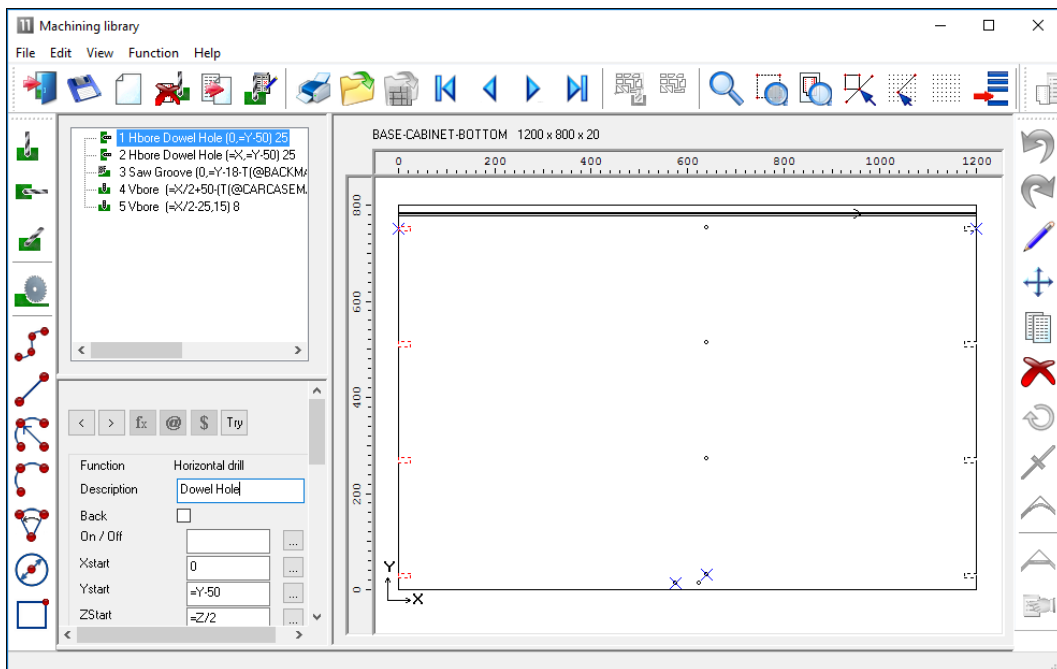 11 Machining library
File Edit View Function Help
1 Hbore Dowel Hole (0,=Y-50) 25
2 Hbore Dowel Hole (=X,=Y-50) 25
3 Saw Groove (0,=Y-18-T(@BACKMA
4 Vbore (=X/2+50-(T(@CARCASEM.
5 Vbore (=X/2-25,15) 8
< > fx @ $ Try
Function Horizontal drill
Description Dowel Hole
Back
On / Off ...
Xstart 0 ...
Ystart =Y-50 ...
ZStart =Z/2 ...
BASE-CABINET-BOTTOM 1200 x 800 x 20
0 200 400 600 800 1000 1200
800
600
400
200
0
Y
X